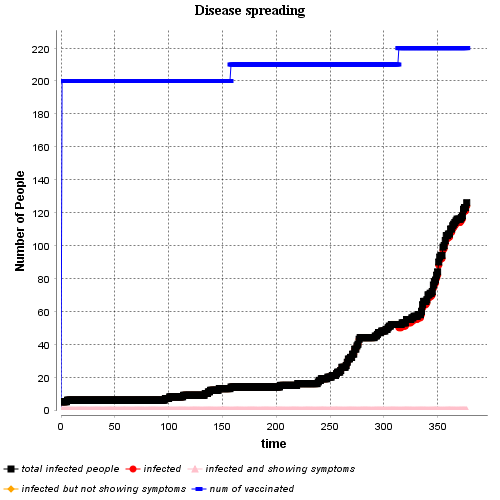 Disease spreading
Number of People
220
200
180
160
140
120
100
80
60
40
20
0
0 50 100 150 200 250 300 350
time
total infected people infected infected and showing symptoms
infected but not showing symptoms num of vaccinated